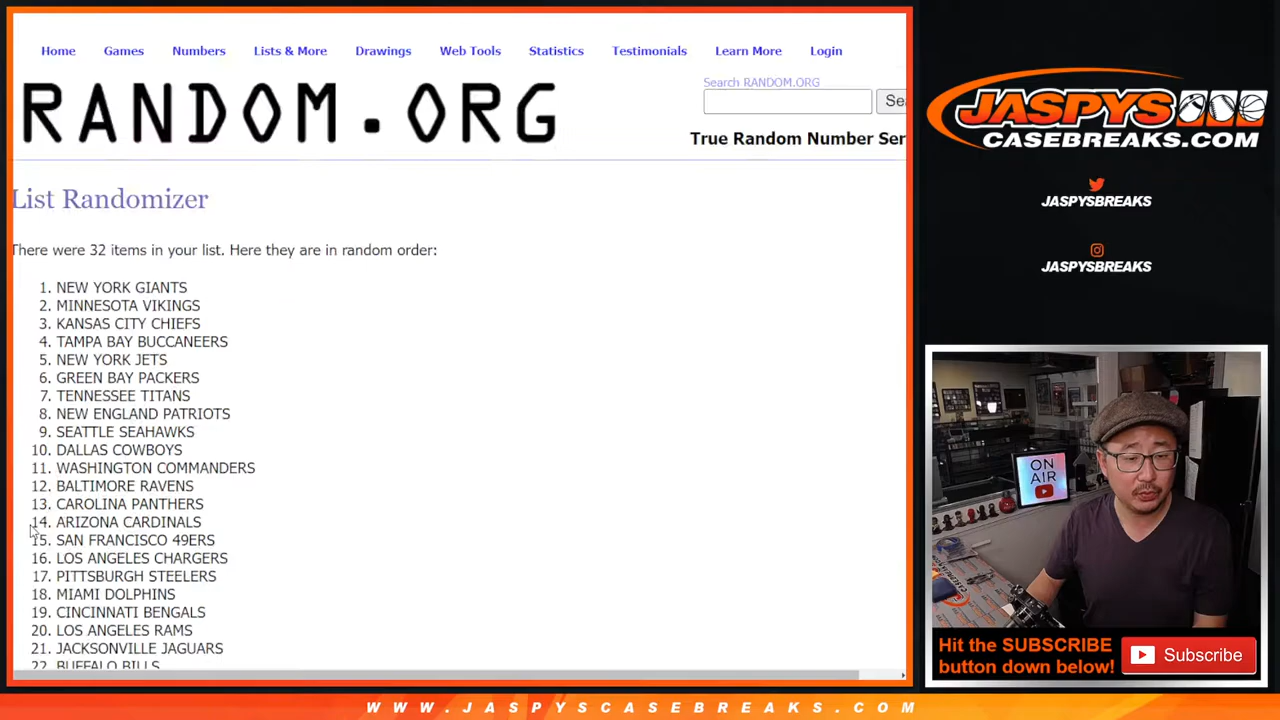 Home Games Numbers Lists & More Drawings Web Tools Statistics Testimonials Learn More Login
RANDOM.ORG
Search RANDOM.ORG
Sea
True Random Number Ser
List Randomizer
There were 32 items in your list. Here they are in random order:
1. NEW YORK GIANTS
2. MINNESOTA VIKINGS
3. KANSAS CITY CHIEFS
4. TAMPA BAY BUCCANEERS
5. NEW YORK JETS
6. GREEN BAY PACKERS
7. TENNESSEE TITANS
8. NEW ENGLAND PATRIOTS
9. SEATTLE SEAHAWKS
10. DALLAS COWBOYS
11. WASHINGTON COMMANDERS
12. BALTIMORE RAVENS
13. CAROLINA PANTHERS
14. ARIZONA CARDINALS
15. SAN FRANCISCO 49ERS
16. LOS ANGELES CHARGERS
17. PITTSBURGH STEELERS
18. MIAMI DOLPHINS
19. CINCINNATI BENGALS
20. LOS ANGELES RAMS
21. JACKSONVILLE JAGUARS
22. BUFFALO BILLS
JASPYS
CASEBREAKS.COM
JASPYSBREAKS
JASPYSBREAKS
ON
AIR
Hit the SUBSCRIBE
button down below!
Subscribe
WWW.JASPYSCASEBREAKS.COM